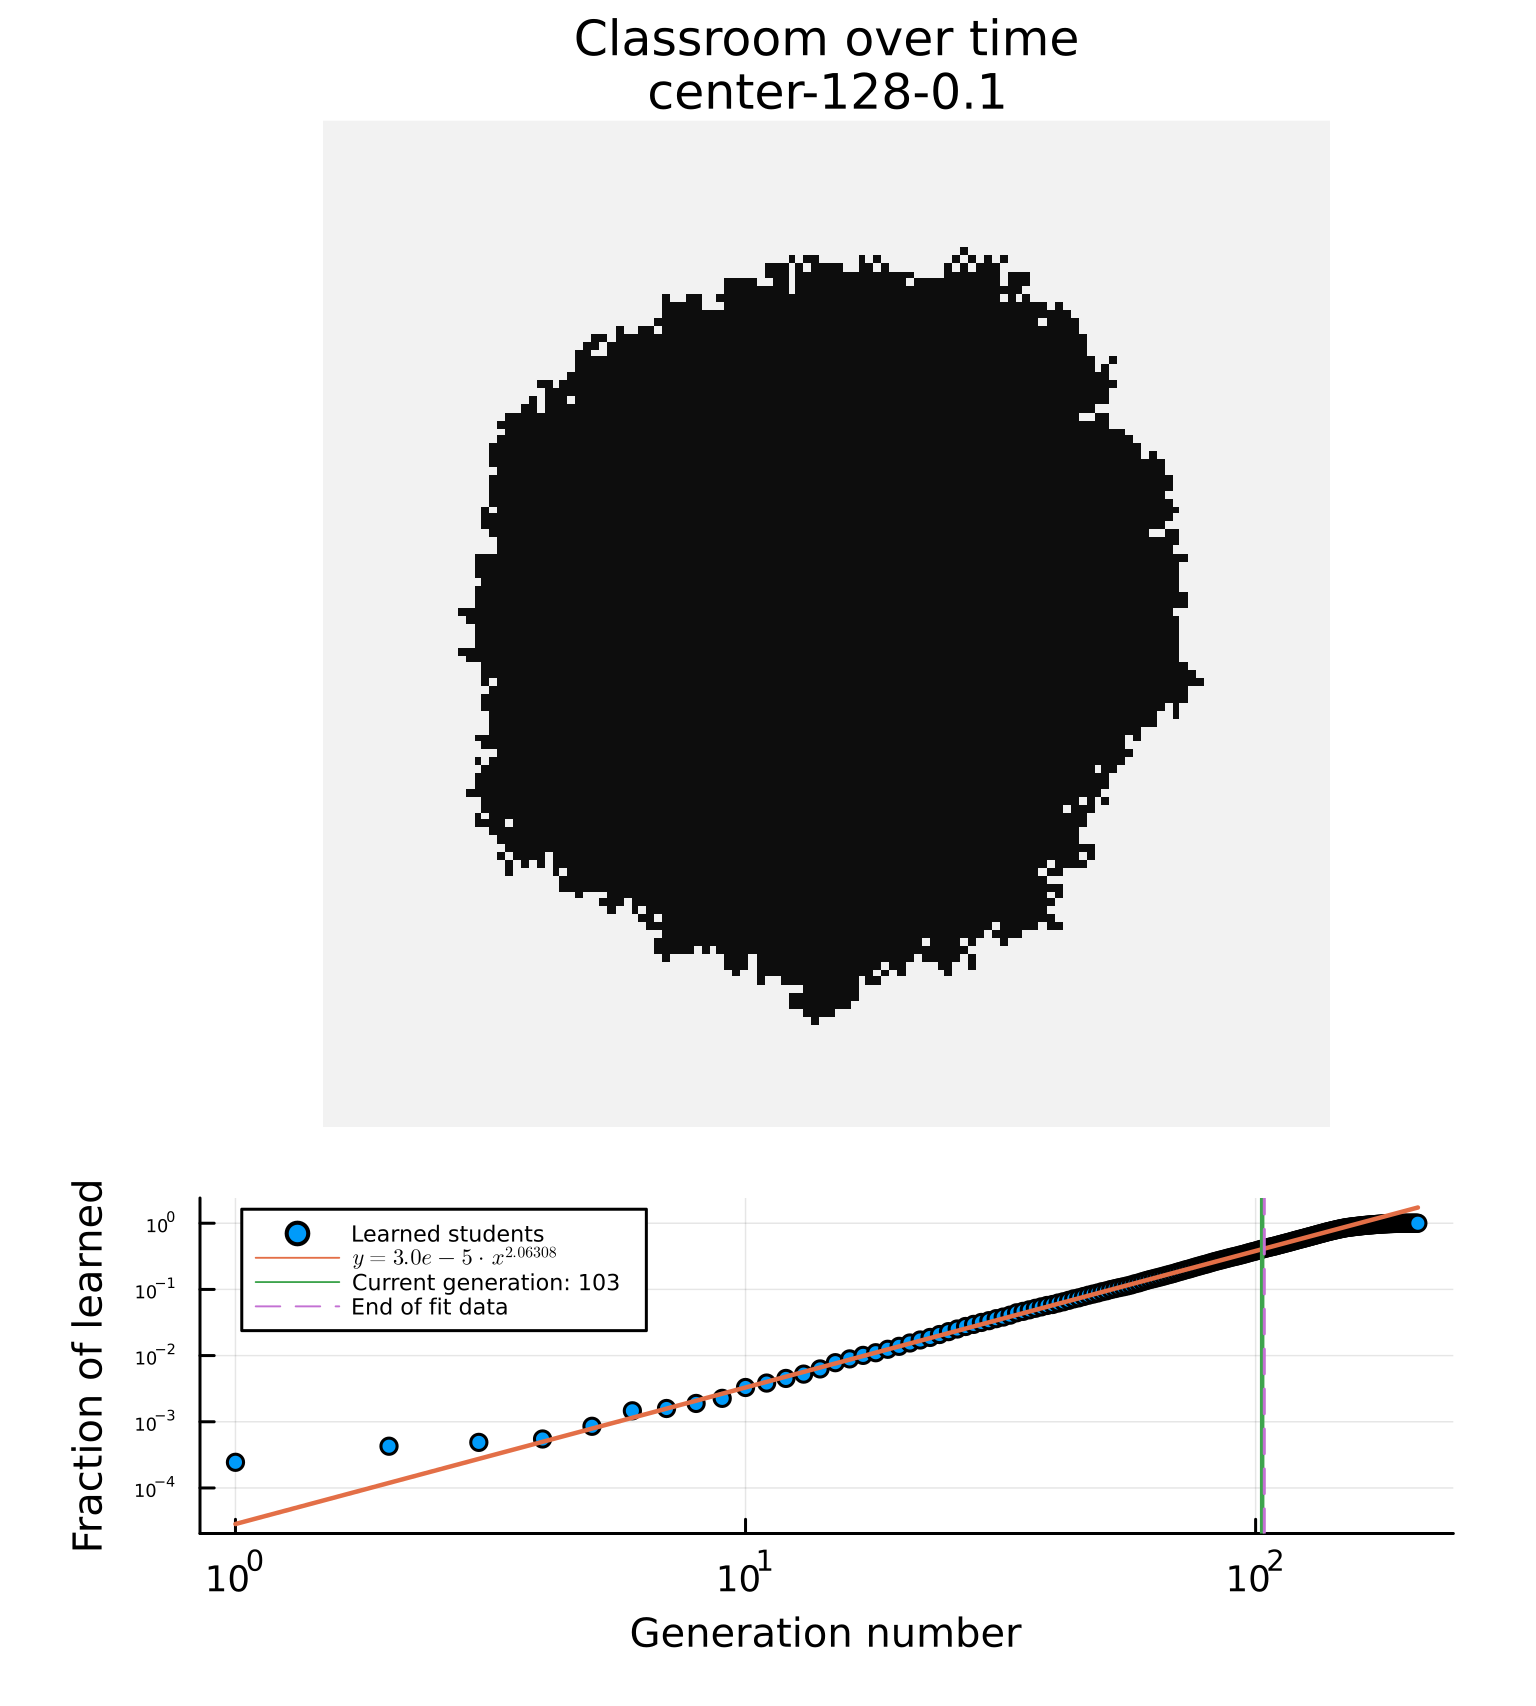 Classroom over time
center-128-0.1
Fraction of learned
10^0
10^-1
10^-2
10^-3
10^-4
Learned students
y = 3.0e − 5 · x^2.06308
Current generation: 103
End of fit data
10^0 10^1 10^2
Generation number